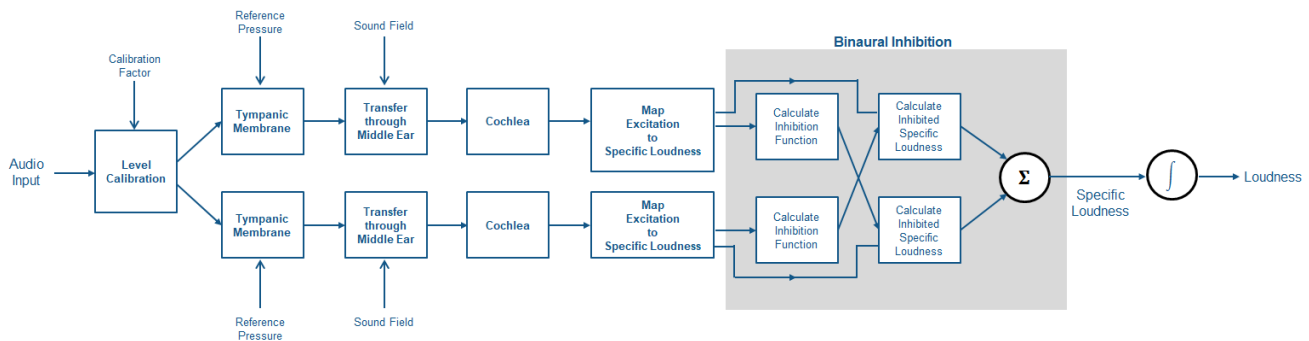 Reference
Pressure
Sound Field
Binaural Inhibition
Calibration
Factor
Tympanic
Membrane
Transfer
through
Middle Ear
Cochlea
Map
Excitation
to
Specific Loudness
Calculate
Inhibition
Function
Calculate
Inhibited
Specific
Loudness
Audio
Input
Level
Calibration
Σ
∫
Loudness
Specific
Loudness
Tympanic
Membrane
Transfer
through
Middle Ear
Cochlea
Map
Excitation
to
Specific Loudness
Calculate
Inhibition
Function
Calculate
Inhibited
Specific
Loudness
Reference
Pressure
Sound Field